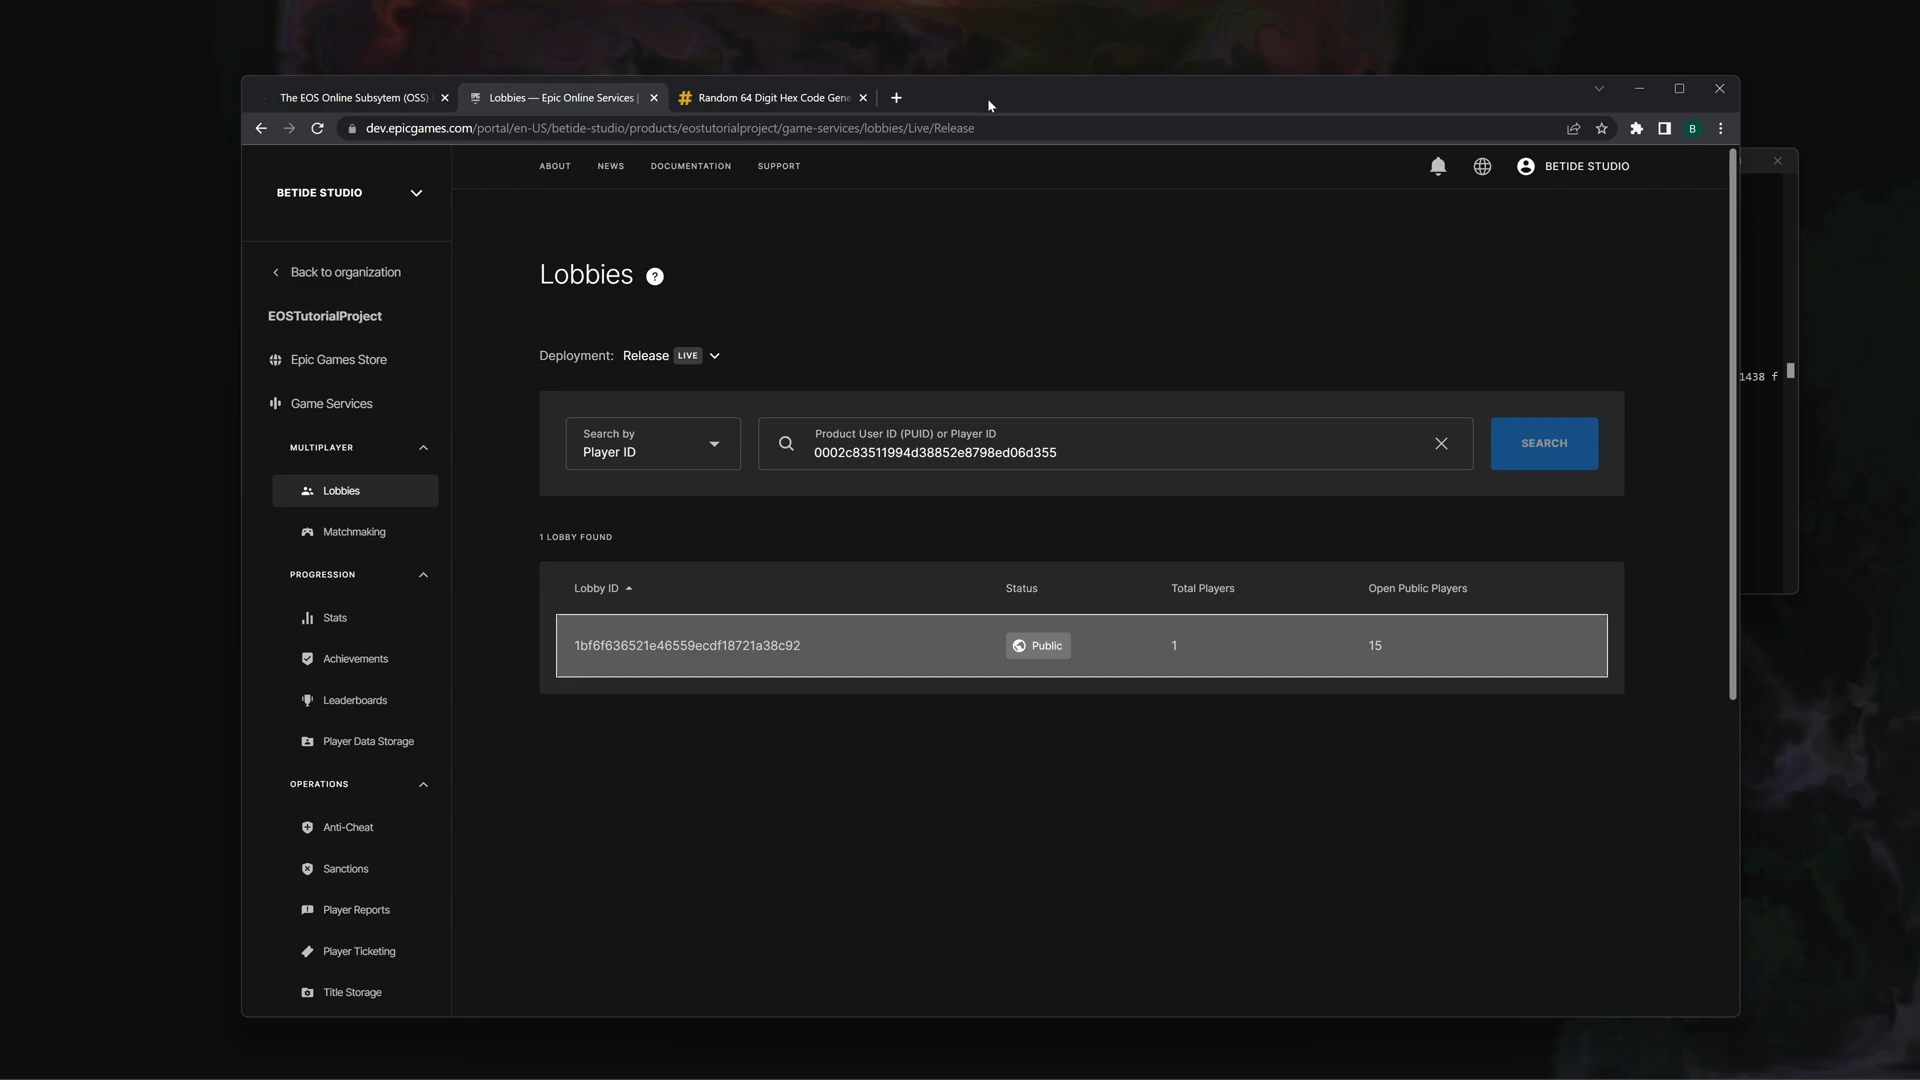 The EOS Online Subsytem (OSS)
Lobbies — Epic Online Services |
Random 64 Digit Hex Code Gene
dev.epicgames.com/portal/en-US/betide-studio/products/eostutorialproject/game-services/lobbies/Live/Release
B
BETIDE STUDIO
ABOUT
NEWS
DOCUMENTATION
SUPPORT
BETIDE STUDIO
Back to organization
EOSTutorialProject
Epic Games Store
Game Services
MULTIPLAYER
Lobbies
Matchmaking
PROGRESSION
Stats
Achievements
Leaderboards
Player Data Storage
OPERATIONS
Anti-Cheat
Sanctions
Player Reports
Player Ticketing
Title Storage
Lobbies ?
Deployment: Release LIVE
Search by
Player ID
Product User ID (PUID) or Player ID
0002c83511994d38852e8798ed06d355
SEARCH
1 LOBBY FOUND
Lobby ID
Status
Total Players
Open Public Players
1bf6f636521e46559ecdf18721a38c92
Public
1
15
1438 f